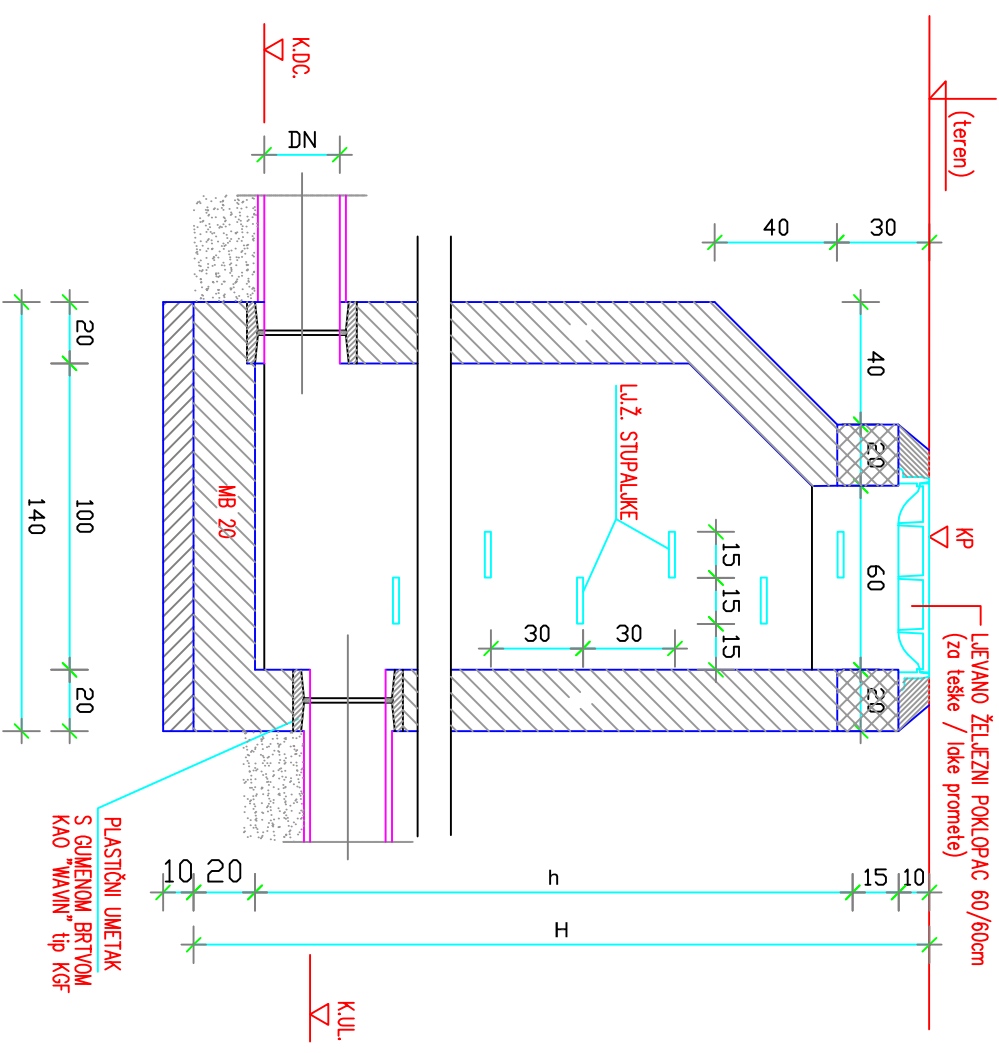 (teren)
KP
LJEVANO ŽELJEZNI POKLOPAC 60/60cm
(za teške / lake promete)
K.DC.
K.UL.
LJ.Ž. STUPALJKE
MB 20
PLASTIČNI UMETAK
S GUMENOM BRTVOM
KAO "WAVIN" tip KGF
DN
40
30
40
20
60
20
15
15
15
30
30
10
20
h
15
10
H
20
100
20
140